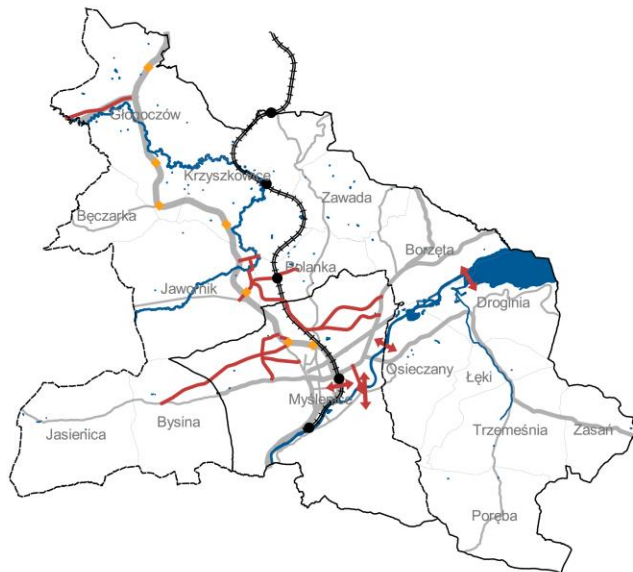 Głogoczów
Krzyszkowice
Zawada
Bęczarka
Borzęta
Polanka
Jawornik
Droginia
Osieczany
Łęki
Myślenice
Jasienica
Bysina
Trzemeśnia
Zasań
Poręba